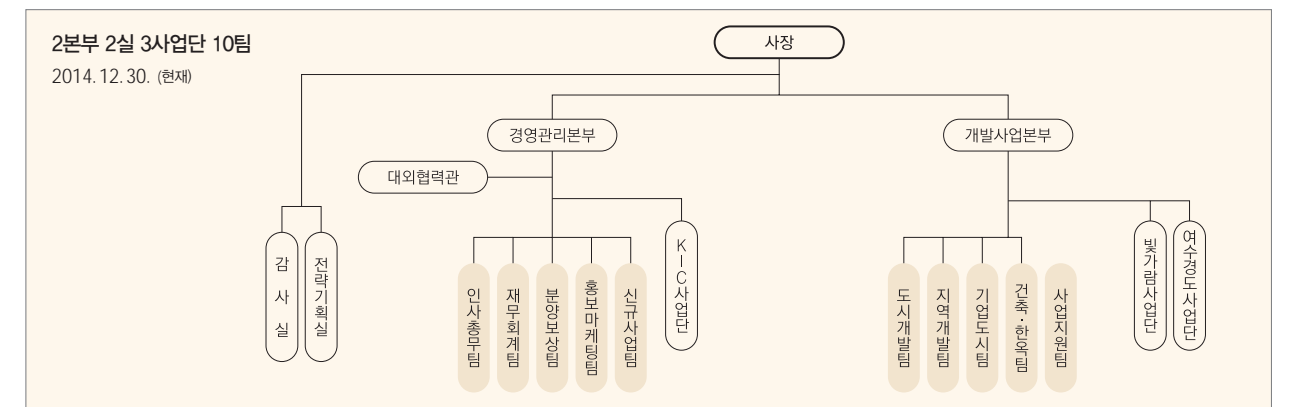 2본부 2실 3사업단 10팀
2014.12.30. (현재)
사장
경영관리본부
개발사업본부
대외협력관
감사실
전략기획실
인사총무팀
재무회계팀
분양보상팀
홍보마케팅팀
신규사업팀
KIC사업단
도시개발팀
지역개발팀
기업도시팀
건축·한옥팀
사업지원팀
빛가람사업단
여수경도사업단